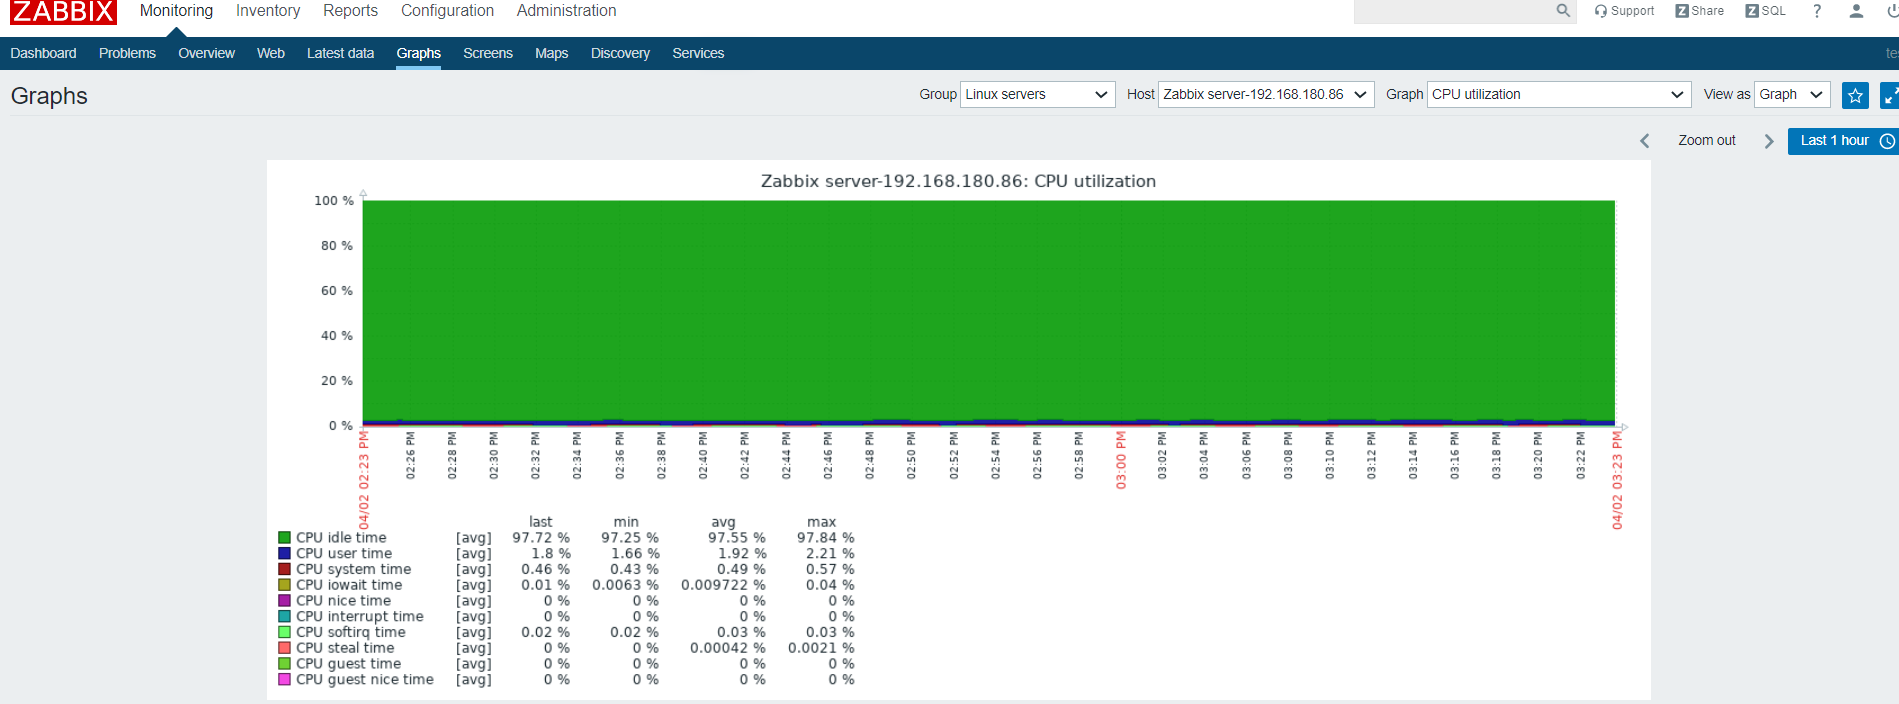 ZABBIX Monitoring Inventory Reports Configuration Administration Support Z Share Z SQL ?
Dashboard Problems Overview Web Latest data Graphs Screens Maps Discovery Services
Graphs Group Linux servers Host Zabbix server-192.168.180.86 Graph CPU utilization View as Graph
Zoom out Last 1 hour
Zabbix server-192.168.180.86: CPU utilization
100 %
80 %
60 %
40 %
20 %
0 %
04/02 02:23 PM 02:26 PM 02:28 PM 02:30 PM 02:32 PM 02:34 PM 02:36 PM 02:38 PM 02:40 PM 02:42 PM 02:44 PM 02:46 PM 02:48 PM 02:50 PM 02:52 PM 02:54 PM 02:56 PM 02:58 PM 03:00 PM 03:02 PM 03:04 PM 03:06 PM 03:08 PM 03:10 PM 03:12 PM 03:14 PM 03:16 PM 03:18 PM 03:20 PM 03:22 PM 04/02 03:23 PM
last min avg max
CPU idle time [avg] 97.72 % 97.25 % 97.55 % 97.84 %
CPU user time [avg] 1.8 % 1.66 % 1.92 % 2.21 %
CPU system time [avg] 0.46 % 0.43 % 0.49 % 0.57 %
CPU iowait time [avg] 0.01 % 0.0063 % 0.009722 % 0.04 %
CPU nice time [avg] 0 % 0 % 0 % 0 %
CPU interrupt time [avg] 0 % 0 % 0 % 0 %
CPU softirq time [avg] 0.02 % 0.02 % 0.03 % 0.03 %
CPU steal time [avg] 0 % 0 % 0.00042 % 0.0021 %
CPU guest time [avg] 0 % 0 % 0 % 0 %
CPU guest nice time [avg] 0 % 0 % 0 % 0 %